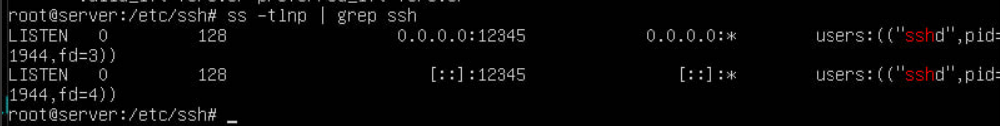 root@server:/etc/ssh# ss -tlnp | grep ssh
LISTEN 0 128 0.0.0.0:12345 0.0.0.0:* users:(("sshd",pid=
1944,fd=3))
LISTEN 0 128 [::]:12345 [::]:* users:(("sshd",pid=
1944,fd=4))
root@server:/etc/ssh# _